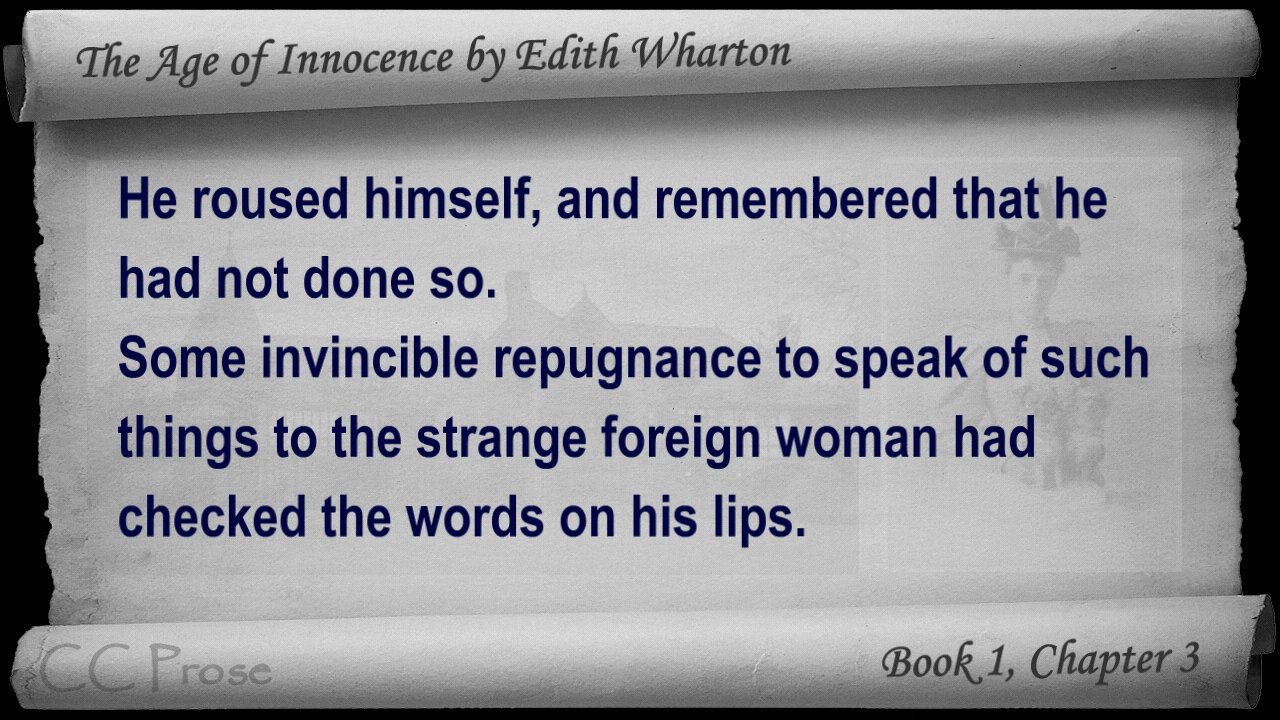 The Age of Innocence by Edith Wharton
He roused himself, and remembered that he
had not done so.
Some invincible repugnance to speak of such
things to the strange foreign woman had
checked the words on his lips.
CC Prose
Book 1, Chapter 3